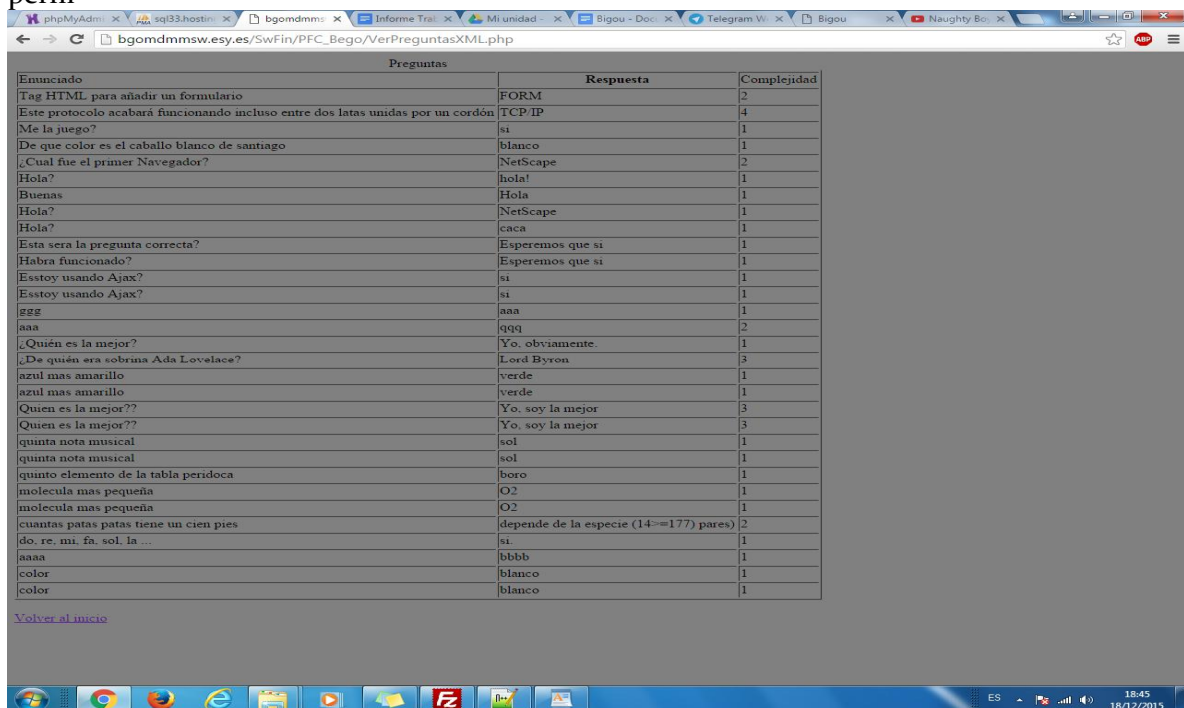 perfil
phpMyAdmi sql33.hostin bgomdmms Informe Trab Mi unidad - Bigou - Doc Telegram W Bigou Naughty Boy
bgomdmmsw.esy.es/SwFin/PFC_Bego/VerPreguntasXML.php ABP
Preguntas
Enunciado Respuesta Complejidad
Tag HTML para añadir un formulario FORM 2
Este protocolo acabará funcionando incluso entre dos latas unidas por un cordón TCP/IP 4
Me la juego? si 1
De que color es el caballo blanco de santiago blanco 1
¿Cual fue el primer Navegador? NetScape 2
Hola? hola! 1
Buenas Hola 1
Hola? NetScape 1
Hola? caca 1
Esta sera la pregunta correcta? Esperemos que si 1
Habra funcionado? Esperemos que si 1
Esstoy usando Ajax? si 1
Esstoy usando Ajax? si 1
ggg aaa 1
aaa qqq 2
¿Quién es la mejor? Yo, obviamente. 1
¿De quién era sobrina Ada Lovelace? Lord Byron 3
azul mas amarillo verde 1
azul mas amarillo verde 1
Quien es la mejor?? Yo, soy la mejor 3
Quien es la mejor?? Yo, soy la mejor 3
quinta nota musical sol 1
quinta nota musical sol 1
quinto elemento de la tabla peridoca boro 1
molecula mas pequeña O2 1
molecula mas pequeña O2 1
cuantas patas patas tiene un cien pies depende de la especie (14>=177) pares) 2
do, re, mi, fa, sol, la ... si. 1
aaaa bbbb 1
color blanco 1
color blanco 1
Volver al inicio
ES 18:45
18/12/2015